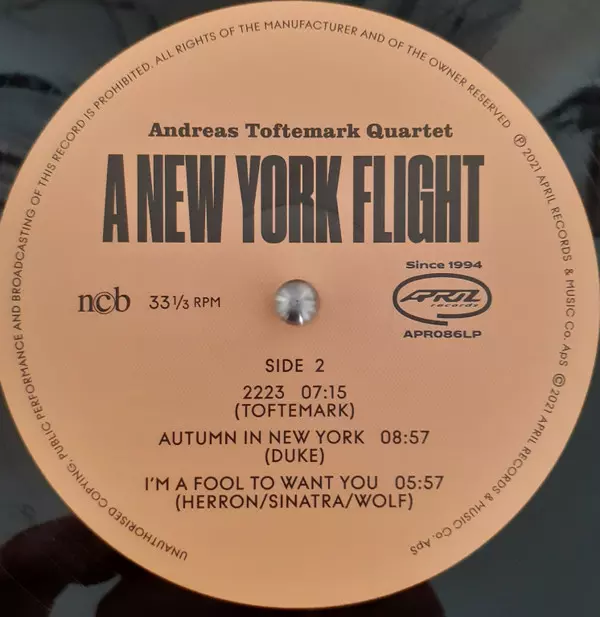 UNAUTHORISED COPYING, PUBLIC PERFORMANCE AND BROADCASTING OF THIS RECORD IS PROHIBITED. ALL RIGHTS OF THE MANUFACTURER AND OF THE OWNER RESERVED
℗ 2021 APRIL RECORDS & MUSIC Co. ApS © 2021 APRIL RECORDS & MUSIC Co. ApS
Andreas Toftemark Quartet
A NEW YORK FLIGHT
ncb 33 1/3 RPM
Since 1994
APRIL
records
APR086LP
SIDE 2
2223 07:15
(TOFTEMARK)
AUTUMN IN NEW YORK 08:57
(DUKE)
I'M A FOOL TO WANT YOU 05:57
(HERRON/SINATRA/WOLF)